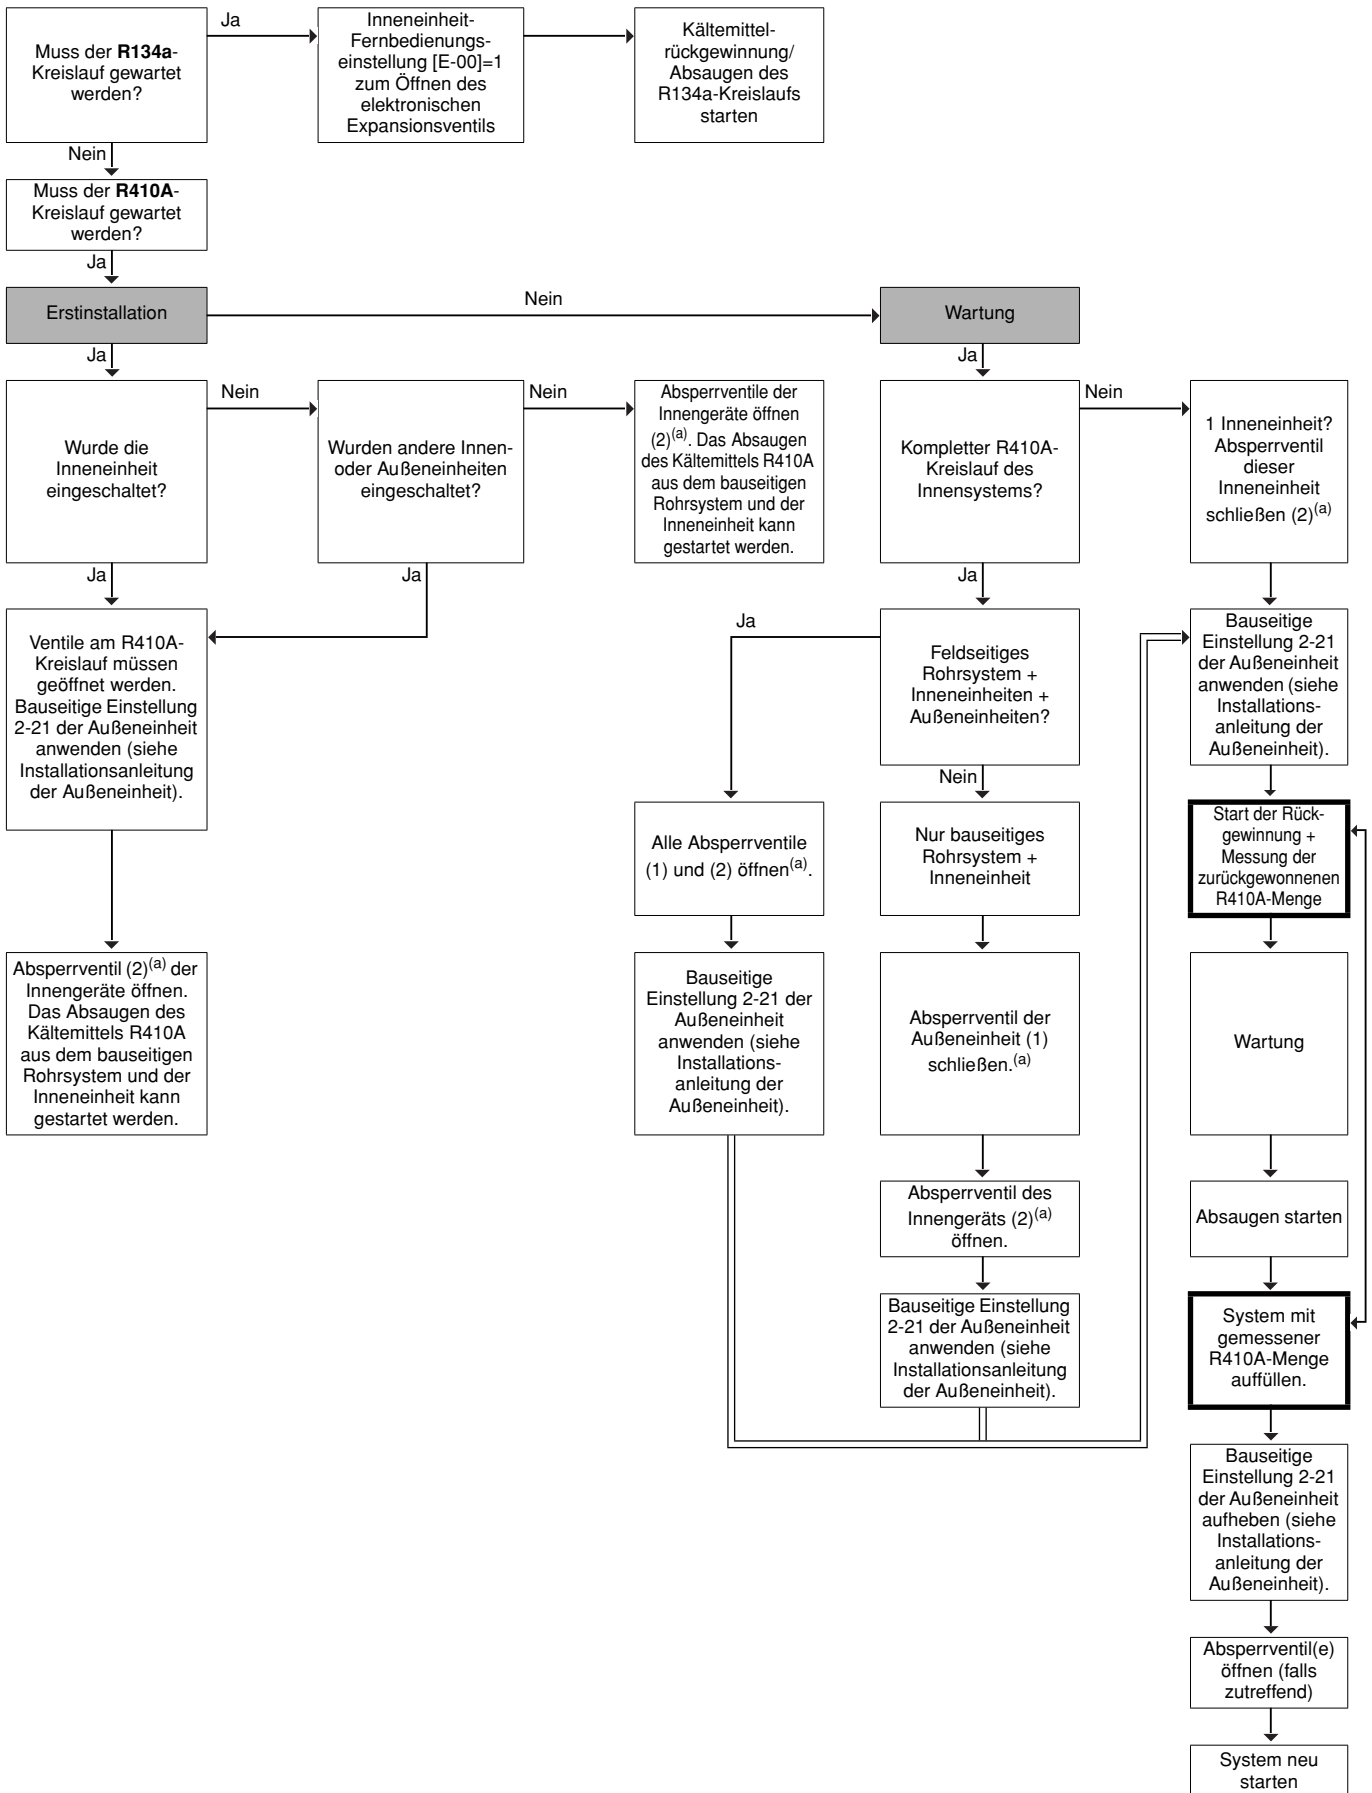 Muss der R134a-
Kreislauf gewartet
werden?
Ja
Inneneinheit-
Fernbedienungs-
einstellung [E-00]=1
zum Öffnen des
elektronischen
Expansionsventils
Kältemittel-
rückgewinnung/
Absaugen des
R134a-Kreislaufs
starten
Nein
Muss der R410A-
Kreislauf gewartet
werden?
Ja
Erstinstallation
Nein
Wartung
Ja
Ja
Wurde die
Inneneinheit
eingeschaltet?
Nein
Wurden andere Innen-
oder Außeneinheiten
eingeschaltet?
Nein
Absperrventile der
Innengeräte öffnen
(2)(a). Das Absaugen
des Kältemittels R410A
aus dem bauseitigen
Rohrsystem und der
Inneneinheit kann
gestartet werden.
Kompletter R410A-
Kreislauf des
Innensystems?
Nein
1 Inneneinheit?
Absperrventil
dieser
Inneneinheit
schließen (2)(a)
Ja
Ja
Ja
Ventile am R410A-
Kreislauf müssen
geöffnet werden.
Bauseitige Einstellung
2-21 der Außeneinheit
anwenden (siehe
Installationsanleitung
der Außeneinheit).
Ja
Feldseitiges
Rohrsystem +
Inneneinheiten +
Außeneinheiten?
Bauseitige
Einstellung 2-21
der Außeneinheit
anwenden (siehe
Installations-
anleitung der
Außeneinheit).
Nein
Alle Absperrventile
(1) und (2) öffnen(a).
Nur bauseitiges
Rohrsystem +
Inneneinheit
Start der Rück-
gewinnung +
Messung der
zurückgewonnenen
R410A-Menge
Absperrventil (2)(a) der
Innengeräte öffnen.
Das Absaugen des
Kältemittels R410A
aus dem bauseitigen
Rohrsystem und der
Inneneinheit kann
gestartet werden.
Bauseitige
Einstellung 2-21 der
Außeneinheit
anwenden (siehe
Installations-
anleitung der
Außeneinheit).
Absperrventil der
Außeneinheit (1)
schließen.(a)
Wartung
Absperrventil des
Innengeräts (2)(a)
öffnen.
Absaugen starten
Bauseitige Einstellung
2-21 der Außeneinheit
anwenden (siehe
Installationsanleitung
der Außeneinheit).
System mit
gemessener
R410A-Menge
auffüllen.
Bauseitige
Einstellung 2-21
der Außeneinheit
aufheben (siehe
Installations-
anleitung der
Außeneinheit).
Absperrventil(e)
öffnen (falls
zutreffend)
System neu
starten